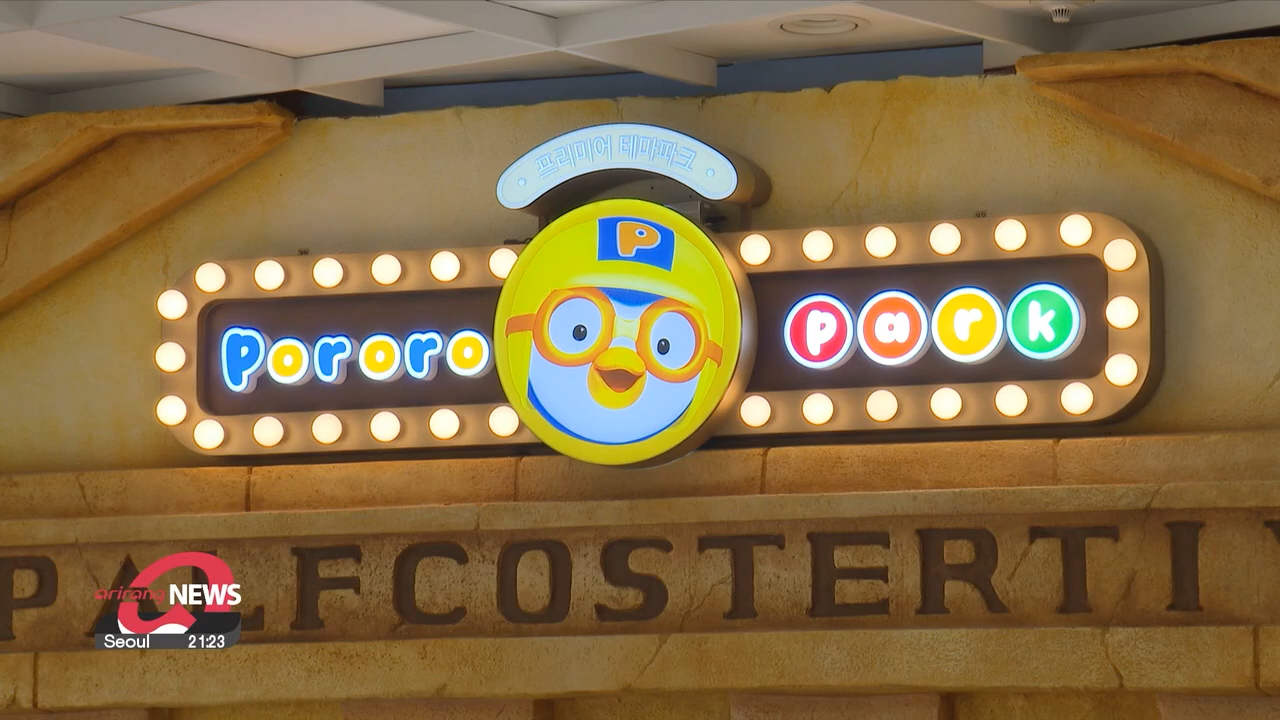 프리미어 테마파크
P
Pororo park
PALFCOSTERTI
arirang NEWS
Seoul 21:23